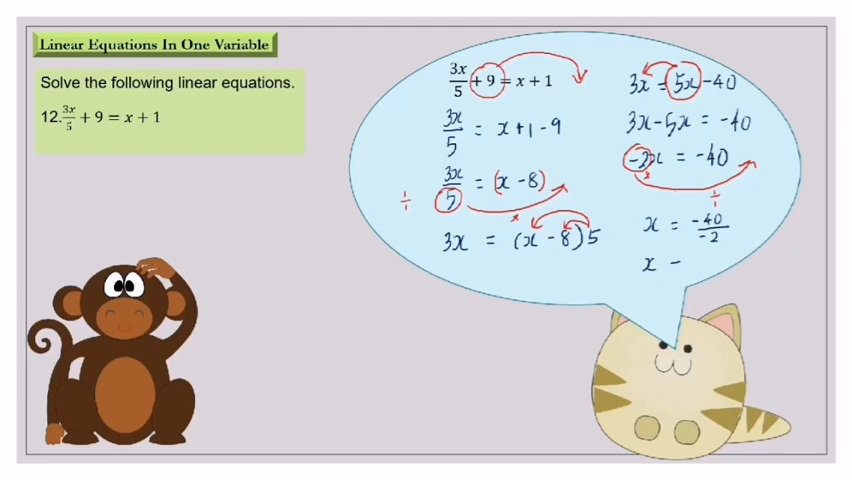 Linear Equations In One Variable
Solve the following linear equations.
12. 3x/5 + 9 = x + 1
3x/5 + 9 = x + 1
3x/5 = x + 1 - 9
3x/5 = (x - 8)
÷
×
3x = (x - 8)5
3x = 5x - 40
3x - 5x = -40
-2x = -40
×
÷
x = -40/-2
x =